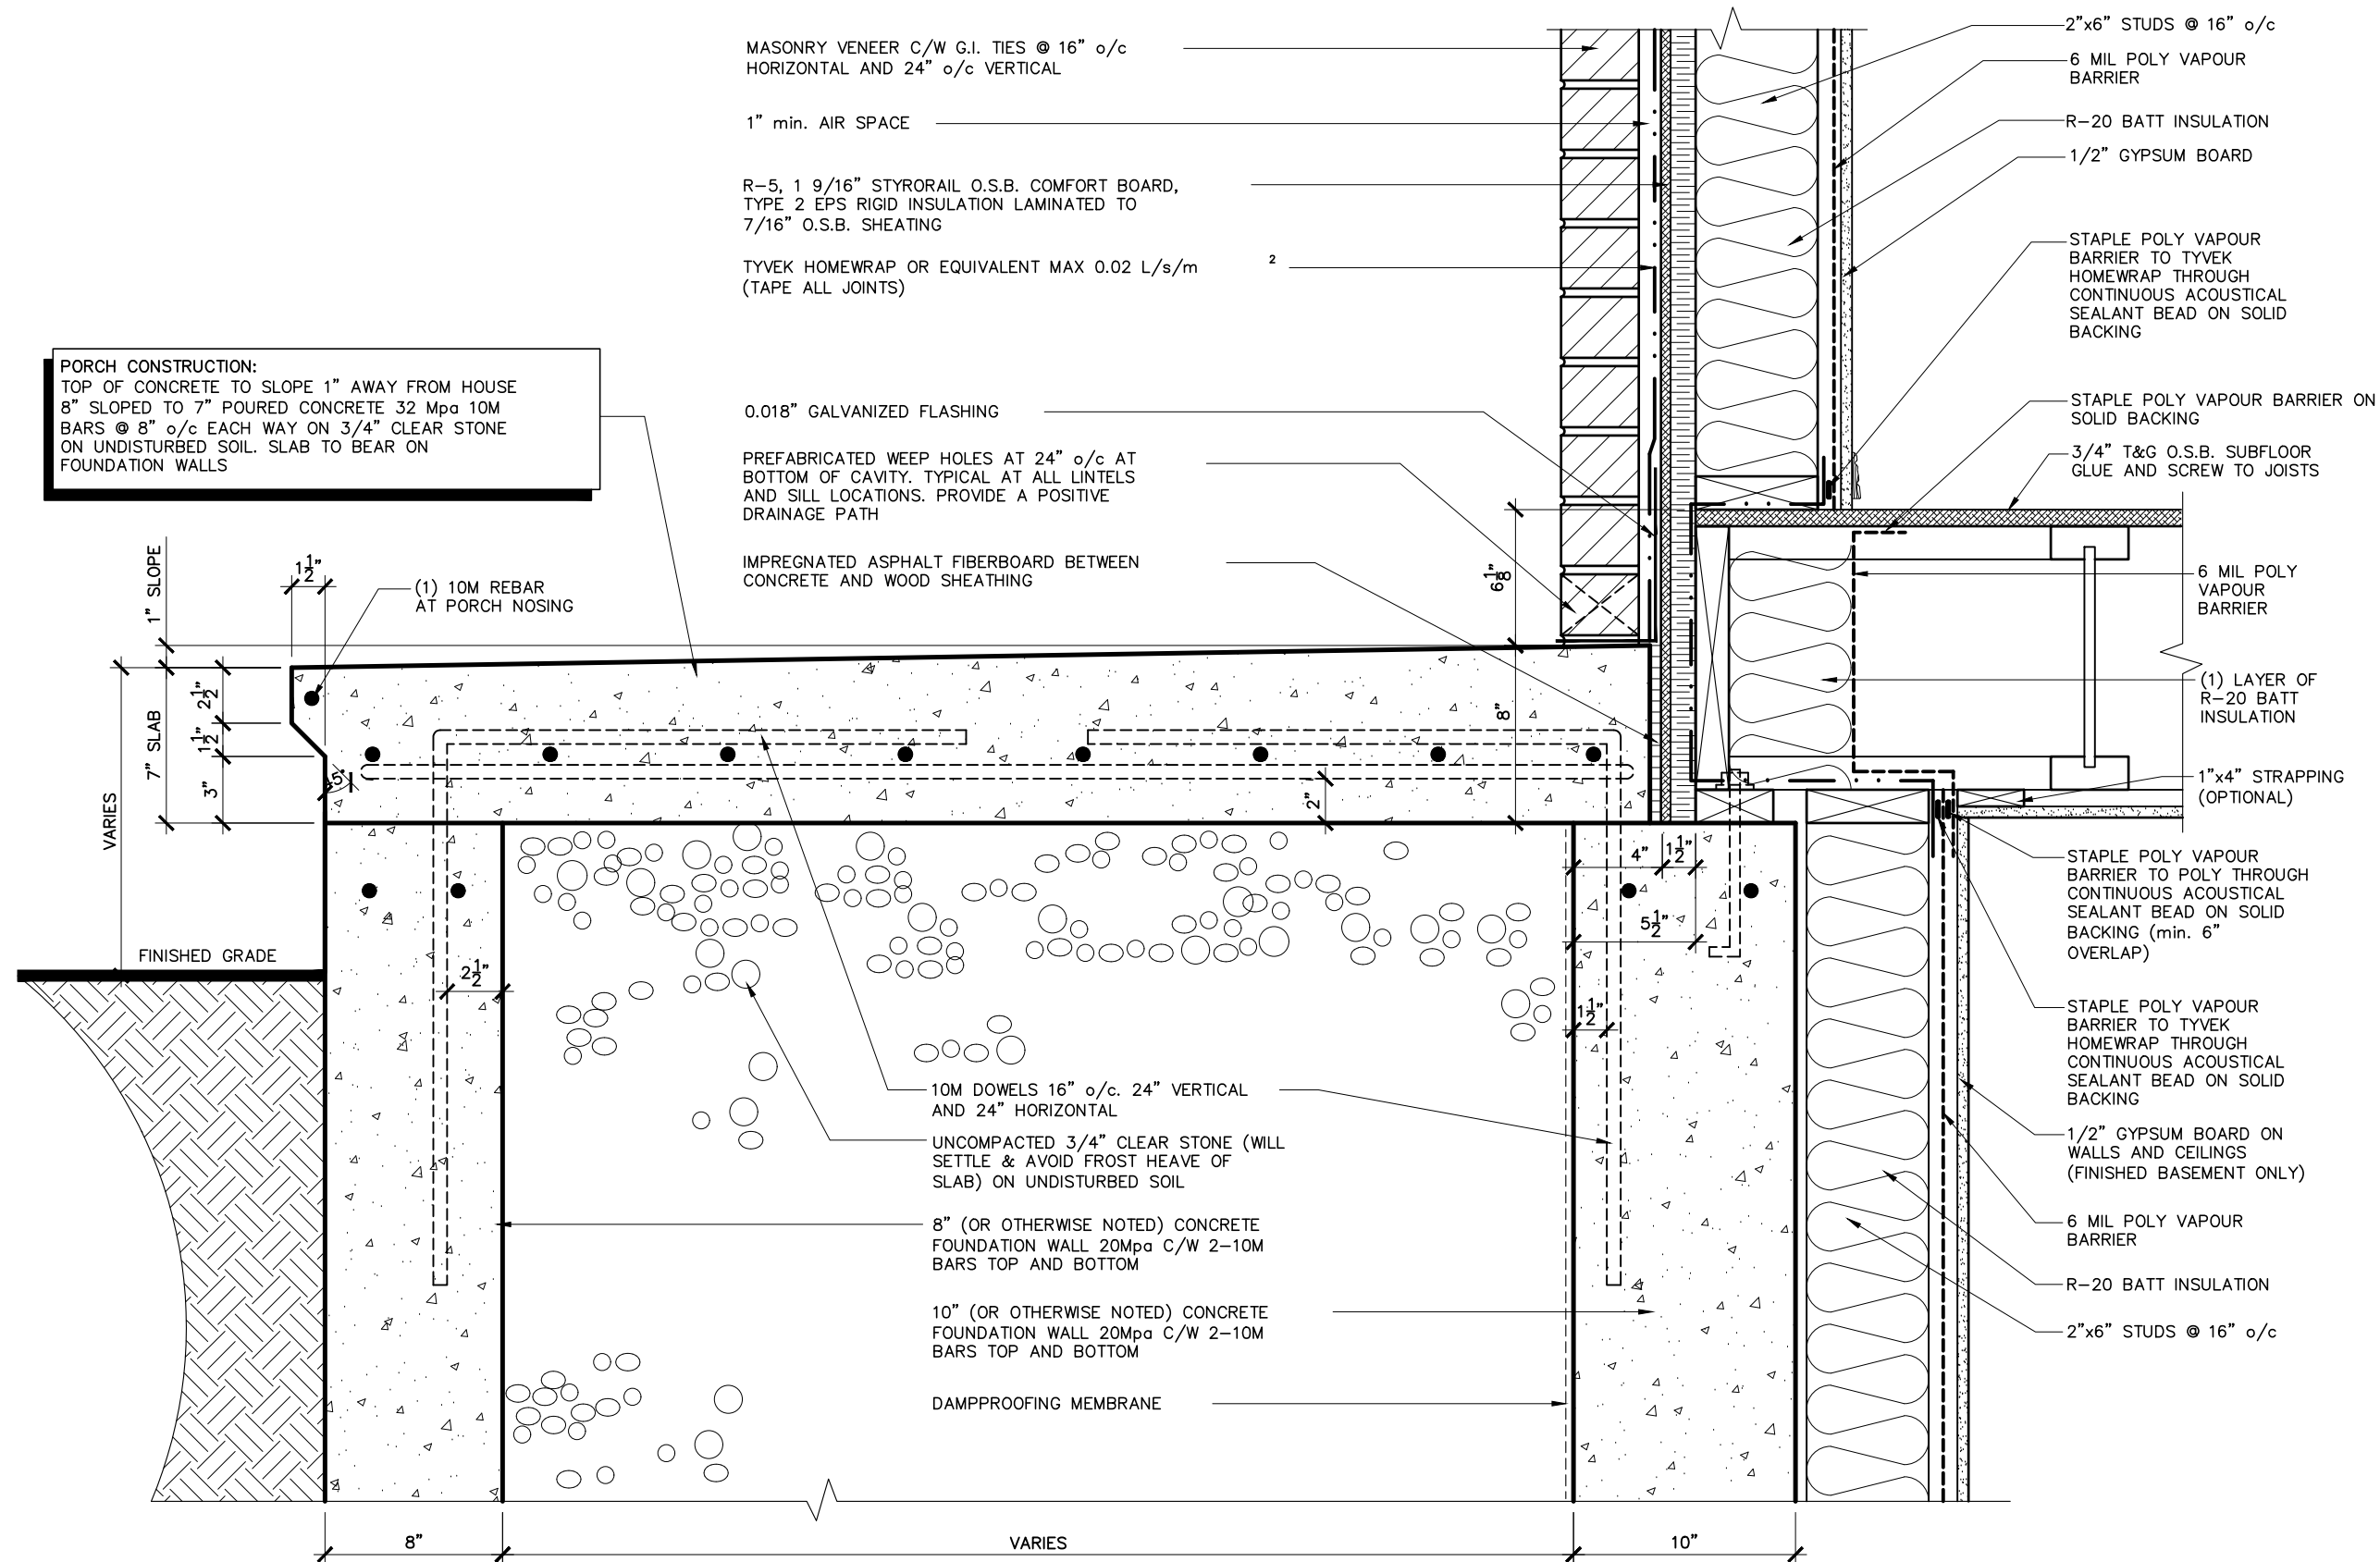 MASONRY VENEER C/W G.I. TIES @ 16" o/c
HORIZONTAL AND 24" o/c VERTICAL
1" min. AIR SPACE
R-5, 1 9/16" STYRORAIL O.S.B. COMFORT BOARD,
TYPE 2 EPS RIGID INSULATION LAMINATED TO
7/16" O.S.B. SHEATING
TYVEK HOMEWRAP OR EQUIVALENT MAX 0.02 L/s/m 2
(TAPE ALL JOINTS)
PORCH CONSTRUCTION:
TOP OF CONCRETE TO SLOPE 1" AWAY FROM HOUSE
8" SLOPED TO 7" POURED CONCRETE 32 Mpa 10M
BARS @ 8" o/c EACH WAY ON 3/4" CLEAR STONE
ON UNDISTURBED SOIL. SLAB TO BEAR ON
FOUNDATION WALLS
0.018" GALVANIZED FLASHING
PREFABRICATED WEEP HOLES AT 24" o/c AT
BOTTOM OF CAVITY. TYPICAL AT ALL LINTELS
AND SILL LOCATIONS. PROVIDE A POSITIVE
DRAINAGE PATH
IMPREGNATED ASPHALT FIBERBOARD BETWEEN
CONCRETE AND WOOD SHEATHING
(1) 10M REBAR
AT PORCH NOSING
1" SLOPE
1 1/2"
2 1/2"
1 1/2"
3"
7" SLAB
VARIES
45°
FINISHED GRADE
2 1/2"
6 1/8"
8"
2"
4"
1 1/2"
5 1/2"
1 1/2"
10M DOWELS 16" o/c. 24" VERTICAL
AND 24" HORIZONTAL
UNCOMPACTED 3/4" CLEAR STONE (WILL
SETTLE & AVOID FROST HEAVE OF
SLAB) ON UNDISTURBED SOIL
8" (OR OTHERWISE NOTED) CONCRETE
FOUNDATION WALL 20Mpa C/W 2-10M
BARS TOP AND BOTTOM
10" (OR OTHERWISE NOTED) CONCRETE
FOUNDATION WALL 20Mpa C/W 2-10M
BARS TOP AND BOTTOM
DAMPPROOFING MEMBRANE
8"
VARIES
10"
2"x6" STUDS @ 16" o/c
6 MIL POLY VAPOUR
BARRIER
R-20 BATT INSULATION
1/2" GYPSUM BOARD
STAPLE POLY VAPOUR
BARRIER TO TYVEK
HOMEWRAP THROUGH
CONTINUOUS ACOUSTICAL
SEALANT BEAD ON SOLID
BACKING
STAPLE POLY VAPOUR BARRIER ON
SOLID BACKING
3/4" T&G O.S.B. SUBFLOOR
GLUE AND SCREW TO JOISTS
6 MIL POLY
VAPOUR
BARRIER
(1) LAYER OF
R-20 BATT
INSULATION
1"x4" STRAPPING
(OPTIONAL)
STAPLE POLY VAPOUR
BARRIER TO POLY THROUGH
CONTINUOUS ACOUSTICAL
SEALANT BEAD ON SOLID
BACKING (min. 6"
OVERLAP)
STAPLE POLY VAPOUR
BARRIER TO TYVEK
HOMEWRAP THROUGH
CONTINUOUS ACOUSTICAL
SEALANT BEAD ON SOLID
BACKING
1/2" GYPSUM BOARD ON
WALLS AND CEILINGS
(FINISHED BASEMENT ONLY)
6 MIL POLY VAPOUR
BARRIER
R-20 BATT INSULATION
2"x6" STUDS @ 16" o/c